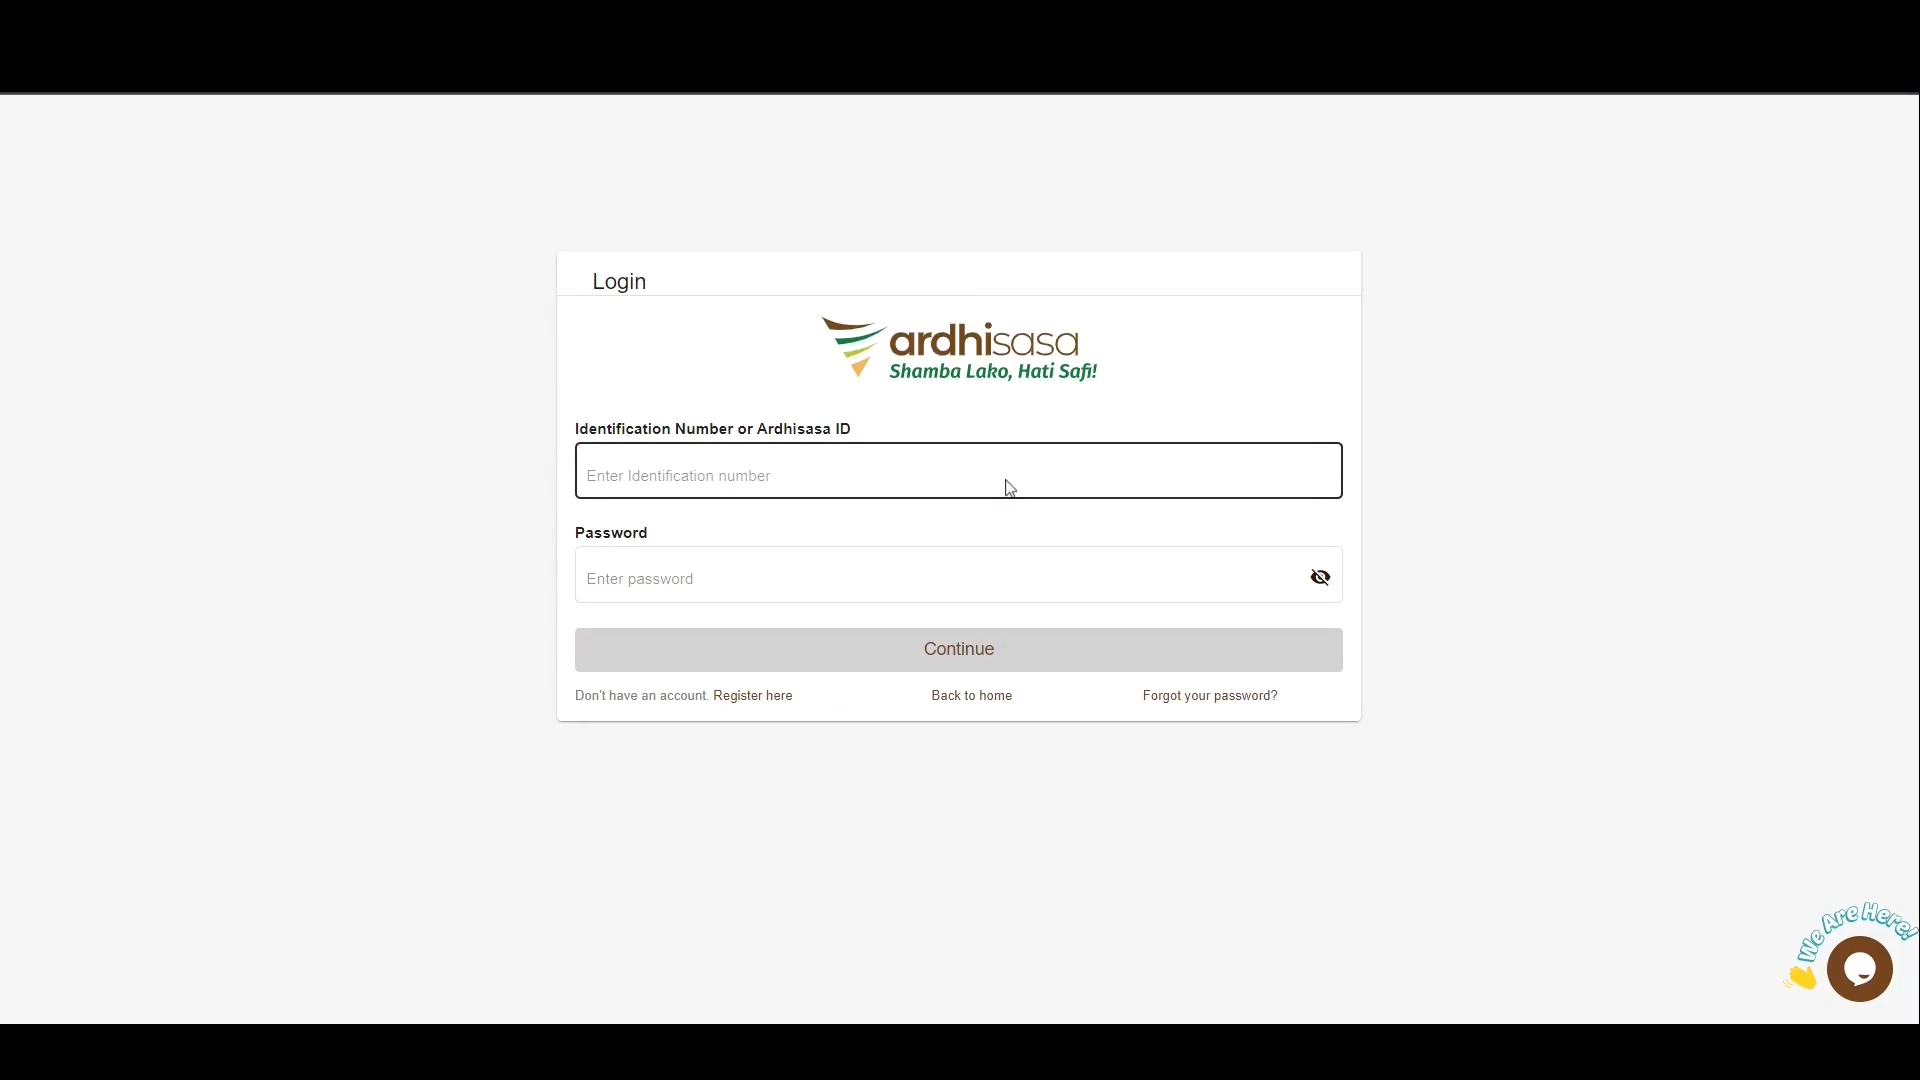 Login
ardhisasa
Shamba Lako, Hati Safi!
Identification Number or Ardhisasa ID
Enter Identification number
Password
Enter password
Continue
Don't have an account. Register here
Back to home
Forgot your password?
We Are Here!